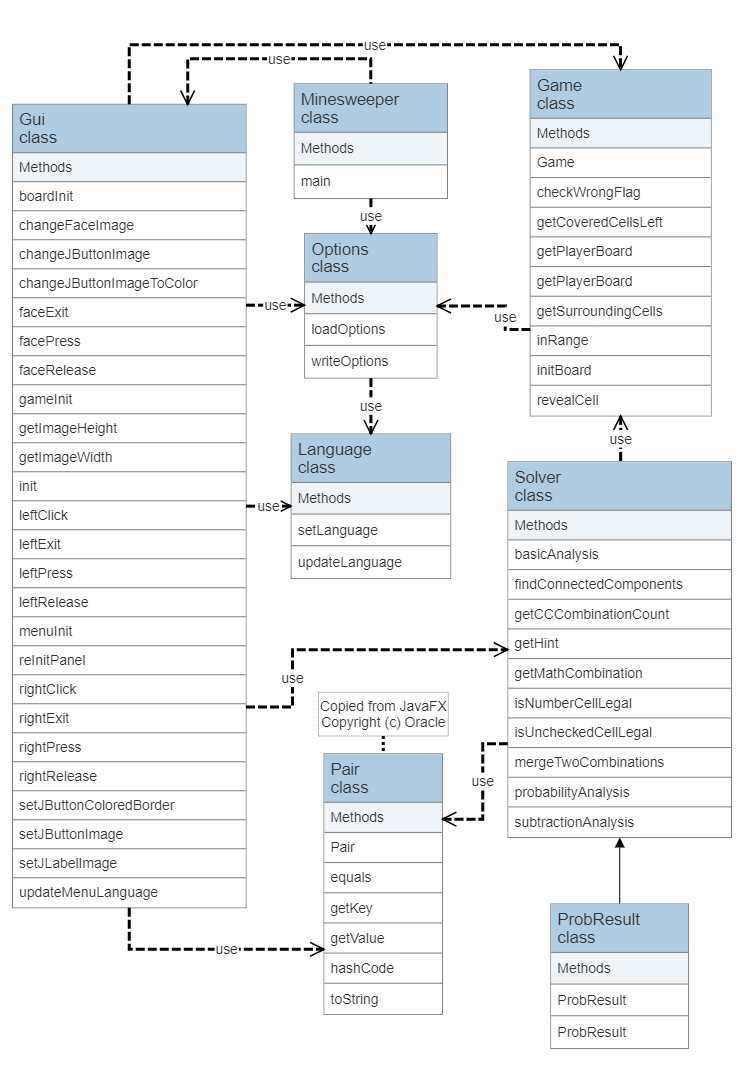 use
use
Gui
class
Methods
boardInit
changeFaceImage
changeJButtonImage
changeJButtonImageToColor
faceExit
facePress
faceRelease
gameInit
getImageHeight
getImageWidth
init
leftClick
leftExit
leftPress
leftRelease
menuInit
reInitPanel
rightClick
rightExit
rightPress
rightRelease
setJButtonColoredBorder
setJButtonImage
setJLabelImage
updateMenuLanguage
Minesweeper
class
Methods
main
use
Options
class
Methods
loadOptions
writeOptions
use
use
use
Language
class
Methods
setLanguage
updateLanguage
use
Game
class
Methods
Game
checkWrongFlag
getCoveredCellsLeft
getPlayerBoard
getPlayerBoard
getSurroundingCells
inRange
initBoard
revealCell
use
Solver
class
Methods
basicAnalysis
findConnectedComponents
getCCCombinationCount
getHint
getMathCombination
isNumberCellLegal
isUncheckedCellLegal
mergeTwoCombinations
probabilityAnalysis
subtractionAnalysis
use
use
Copied from JavaFX
Copyright (c) Oracle
Pair
class
Methods
Pair
equals
getKey
getValue
hashCode
toString
use
ProbResult
class
Methods
ProbResult
ProbResult